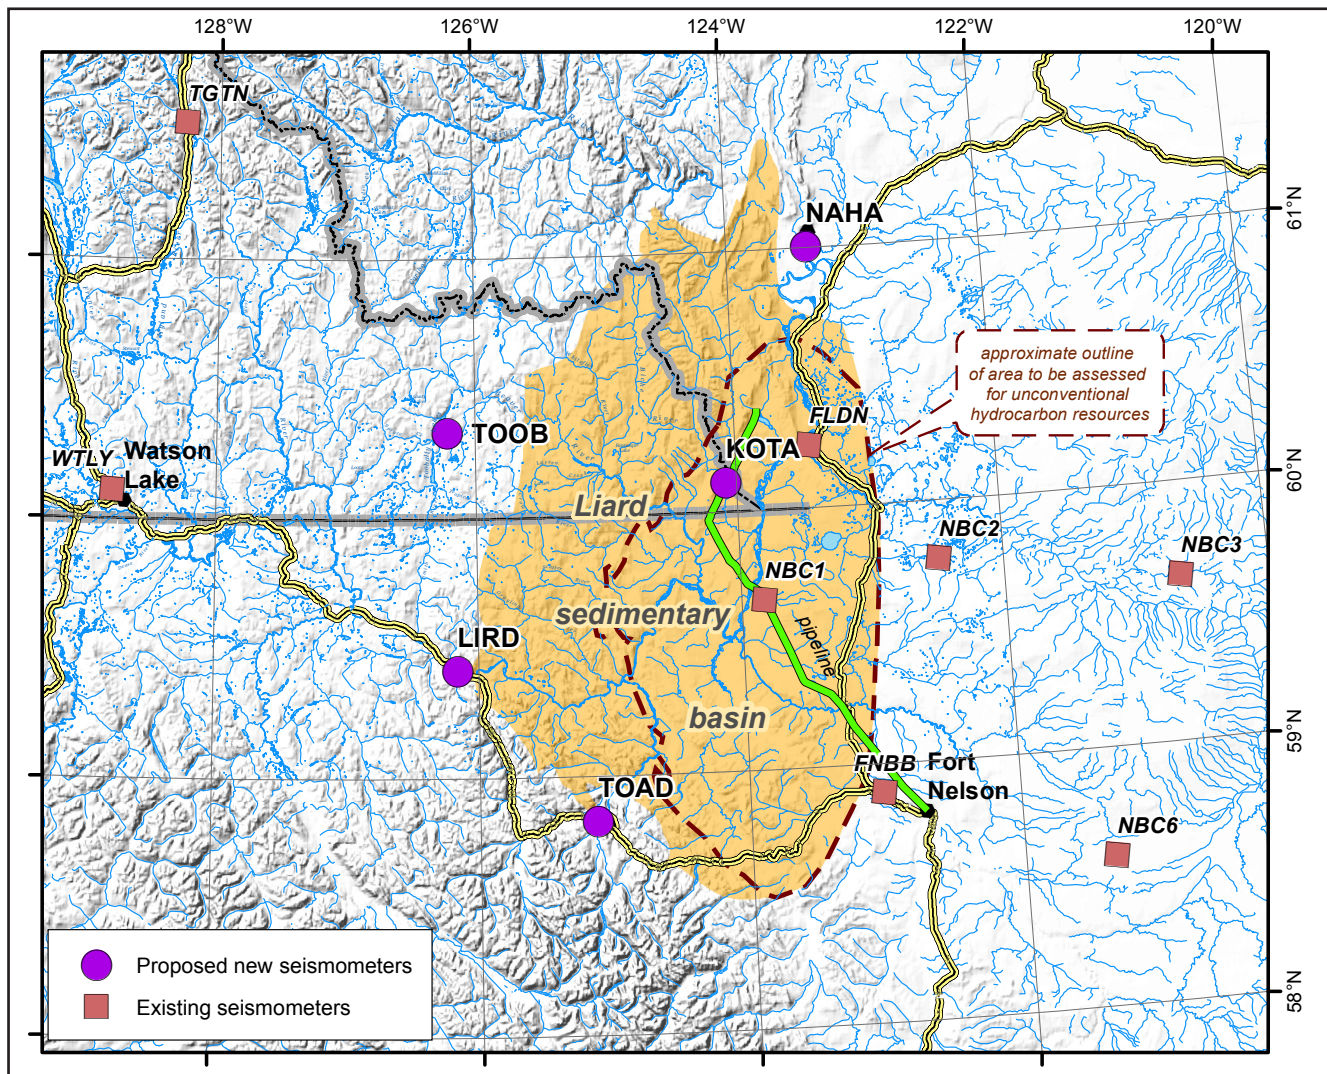 128°W
126°W
124°W
122°W
120°W
TGTN
61°N
NAHA
approximate outline
of area to be assessed
for unconventional
hydrocarbon resources
FLDN
TOOB
KOTA
WTLY
Watson
Lake
60°N
Liard
NBC2
NBC3
NBC1
sedimentary
pipeline
LIRD
basin
59°N
FNBB
Fort
Nelson
TOAD
NBC6
58°N
Proposed new seismometers
Existing seismometers